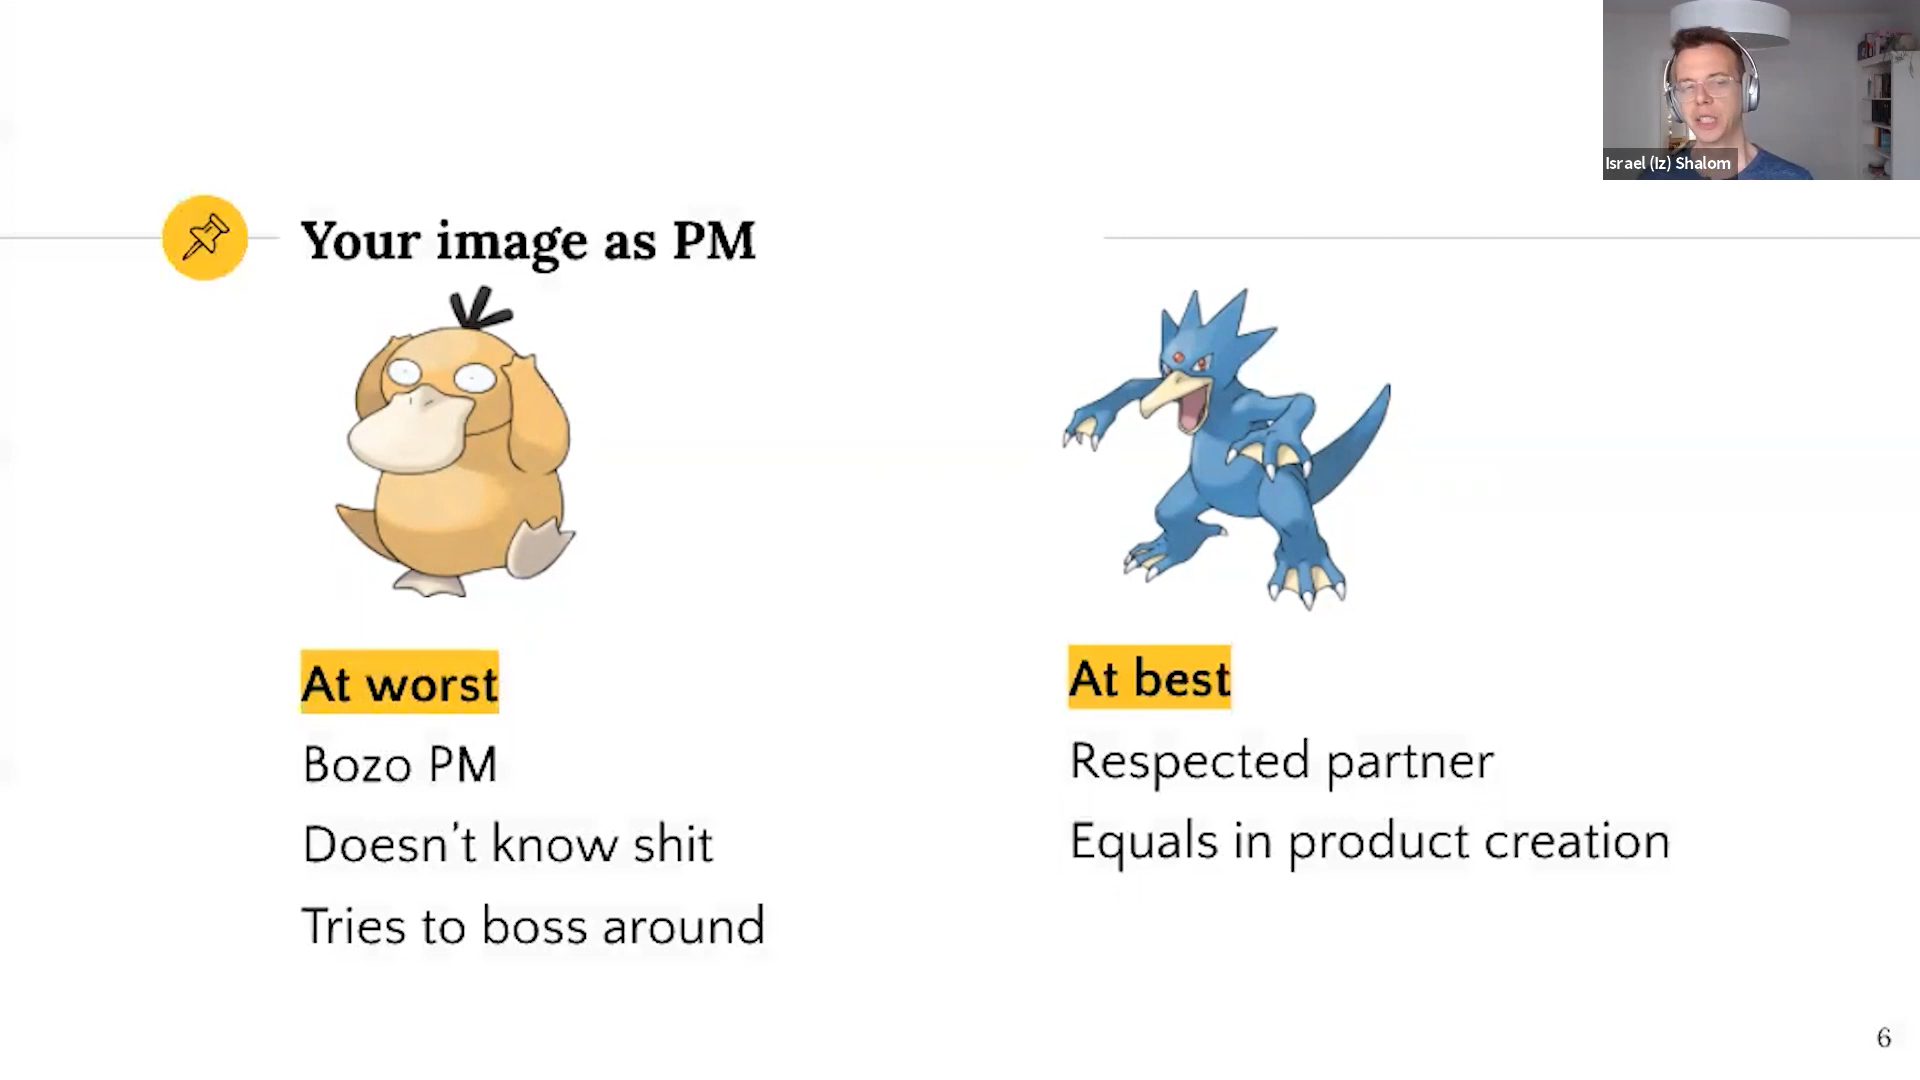 Israel (Iz) Shalom
Your image as PM
At worst
Bozo PM
Doesn't know shit
Tries to boss around
At best
Respected partner
Equals in product creation
6